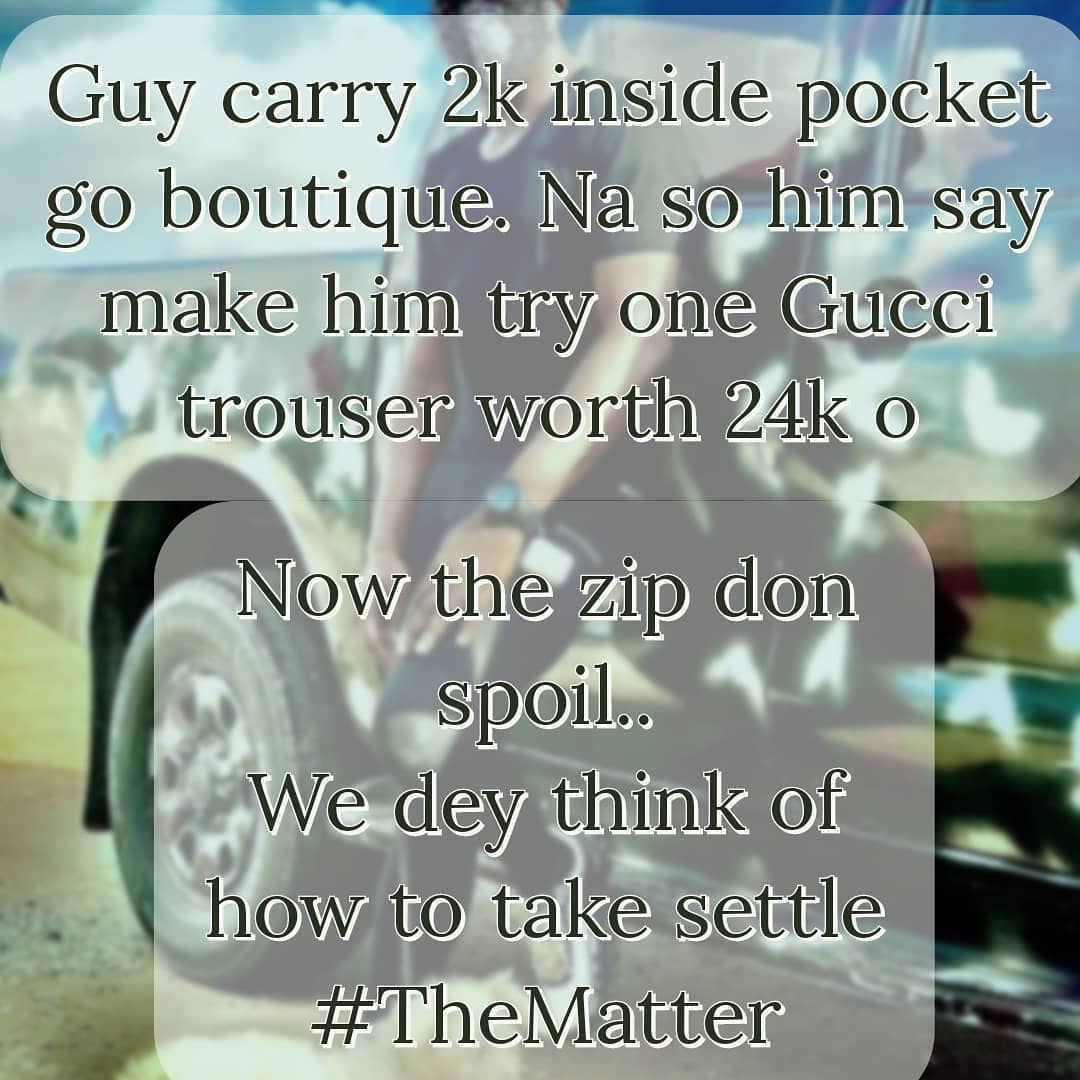 Guy carry 2k inside pocket
go boutique. Na so him say
make him try one Gucci
trouser worth 24k o
Now the zip don
spoil..
We dey think of
how to take settle
#TheMatter